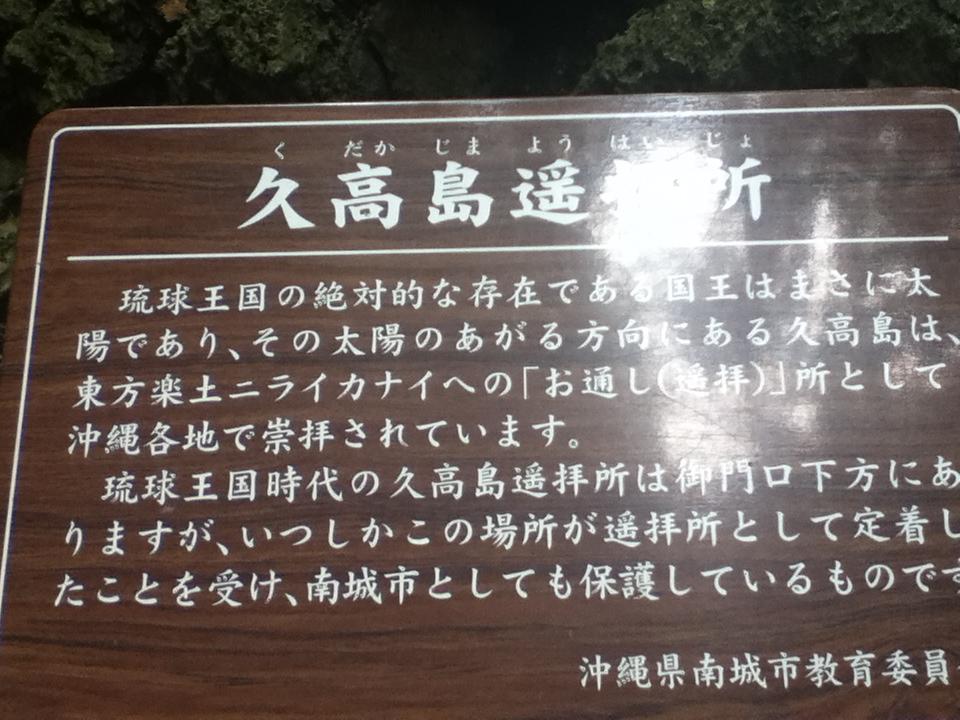 く だか じま よう はい じょ
久高島遥拝所
琉球王国の絶対的な存在である国王はまさに太
陽であり、その太陽のあがる方向にある久高島は、
東方楽土ニライカナイへの「お通し(遥拝)」所として
沖縄各地で崇拝されています。
琉球王国時代の久高島遥拝所は御門口下方にあ
りますが、いつしかこの場所が遥拝所として定着し
たことを受け、南城市としても保護しているものです
沖縄県南城市教育委員